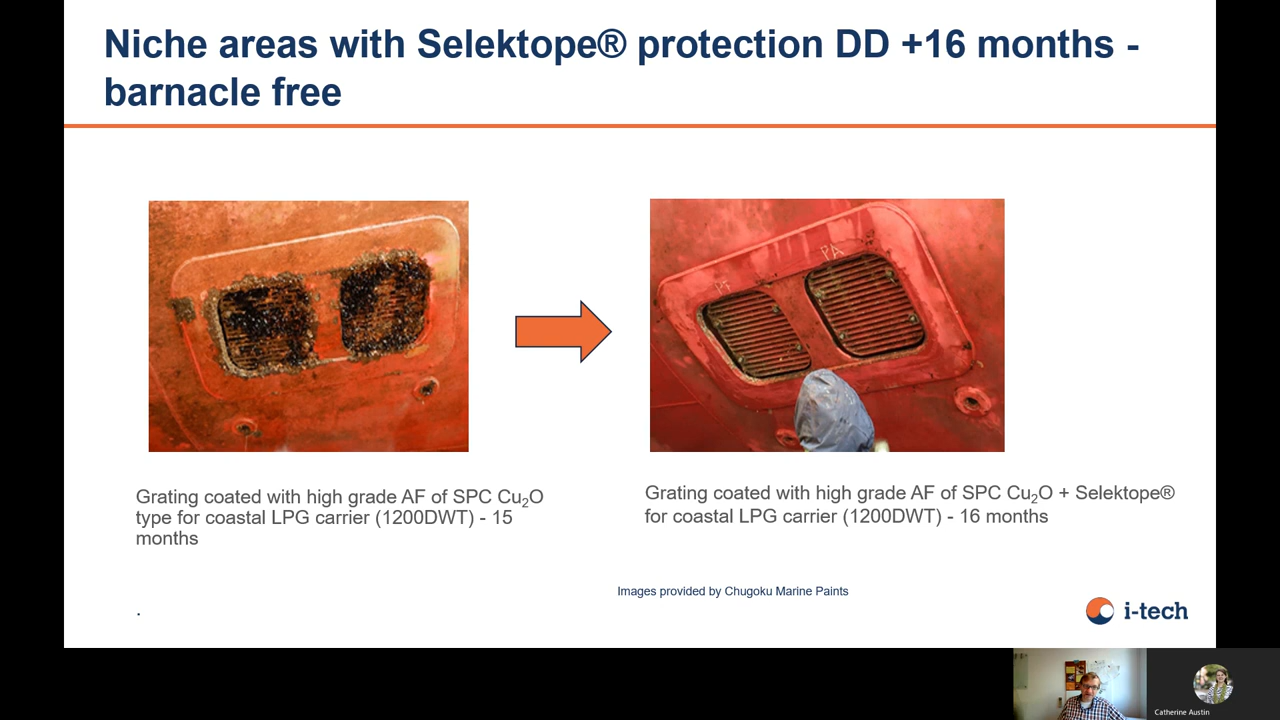 Niche areas with Selektope® protection DD +16 months -
barnacle free
PF
PA
Grating coated with high grade AF of SPC Cu₂O
type for coastal LPG carrier (1200DWT) - 15
months
Grating coated with high grade AF of SPC Cu₂O + Selektope®
for coastal LPG carrier (1200DWT) - 16 months
Images provided by Chugoku Marine Paints
.
i-tech
Catherine Austin